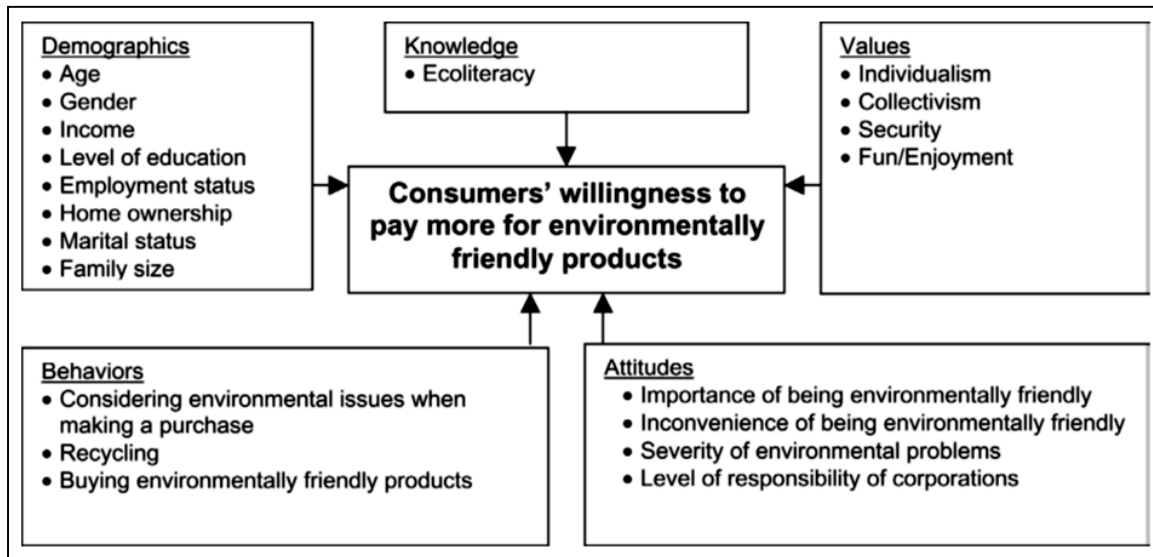 Demographics
• Age
• Gender
• Income
• Level of education
• Employment status
• Home ownership
• Marital status
• Family size
Knowledge
• Ecoliteracy
Values
• Individualism
• Collectivism
• Security
• Fun/Enjoyment
Consumers’ willingness to
pay more for environmentally
friendly products
Behaviors
• Considering environmental issues when
making a purchase
• Recycling
• Buying environmentally friendly products
Attitudes
• Importance of being environmentally friendly
• Inconvenience of being environmentally friendly
• Severity of environmental problems
• Level of responsibility of corporations